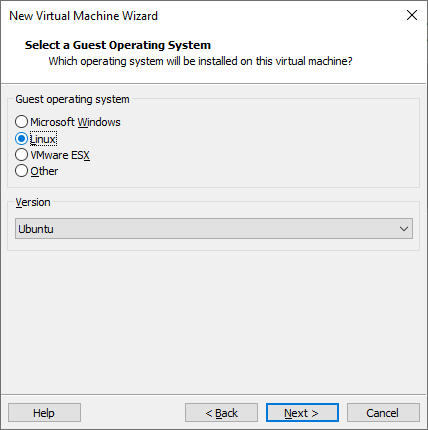 New Virtual Machine Wizard
Select a Guest Operating System
Which operating system will be installed on this virtual machine?
Guest operating system
Microsoft Windows
Linux
VMware ESX
Other
Version
Ubuntu
Help
< Back
Next >
Cancel